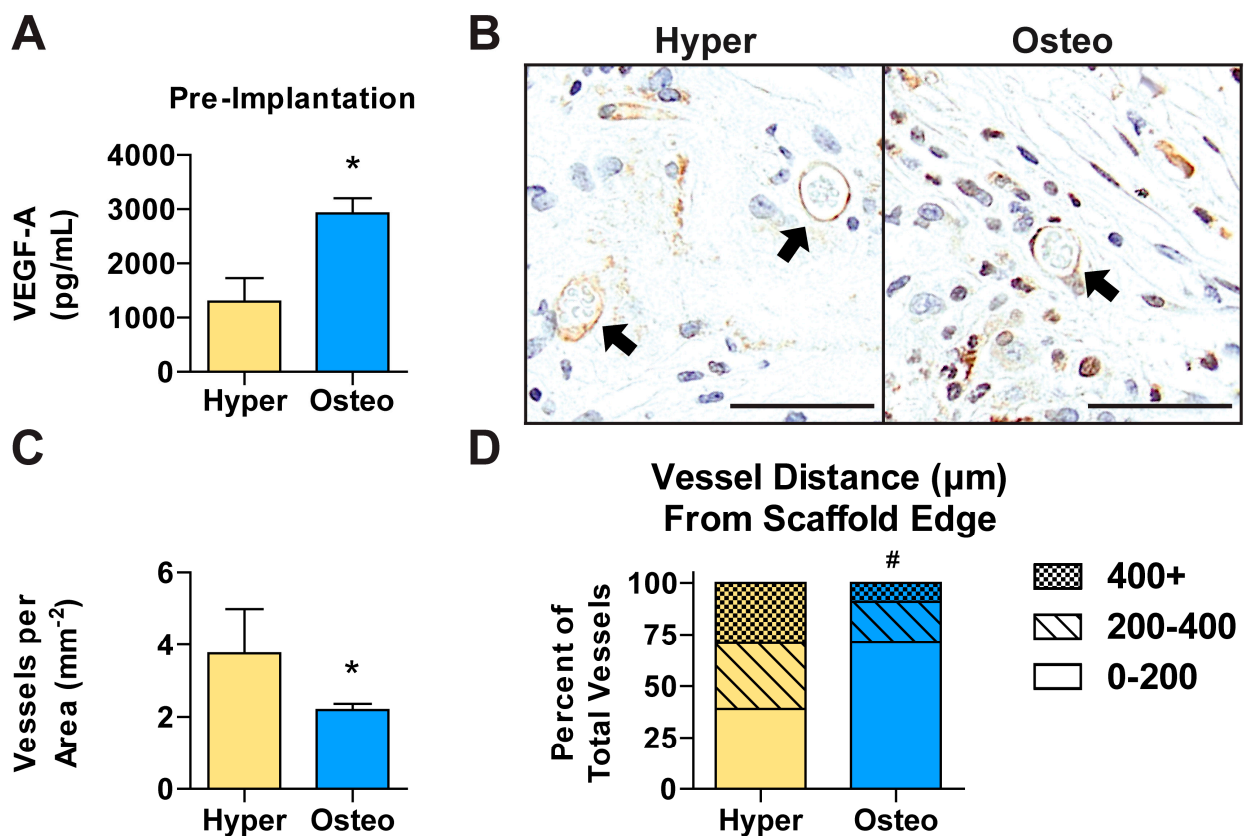 A
Pre-Implantation
VEGF-A
(pg/mL)
4000
3000
2000
1000
0
*
Hyper Osteo
B
Hyper Osteo
C
Vessels per
Area (mm-2)
6
4
2
0
*
Hyper Osteo
D
Vessel Distance (µm)
From Scaffold Edge
Percent of
Total Vessels
100
75
50
25
0
#
Hyper Osteo
400+
200-400
0-200